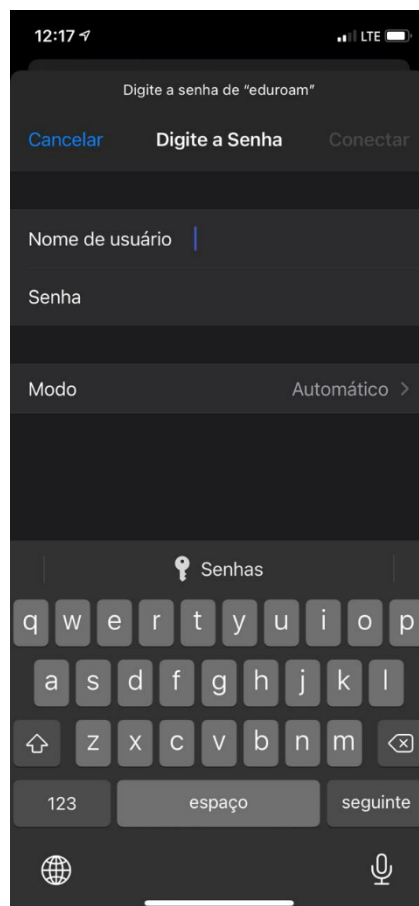 12:17 LTE
Digite a senha de “eduroam”
Cancelar Digite a Senha Conectar
Nome de usuário
Senha
Modo Automático
Senhas
q w e r t y u i o p
a s d f g h j k l
z x c v b n m
123 espaço seguinte